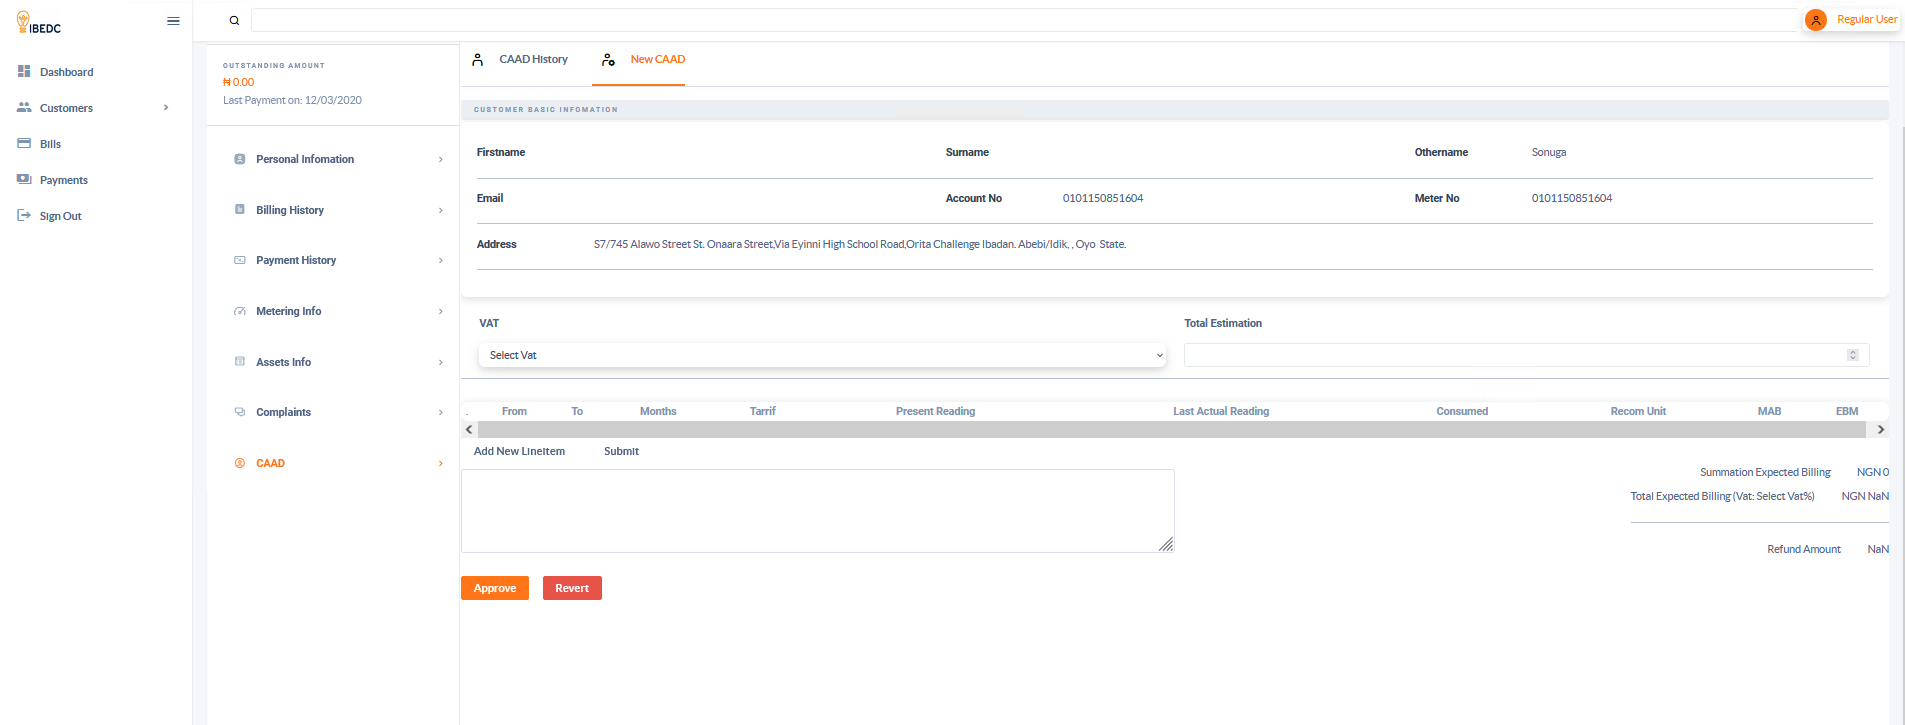 IBEDC
Regular User
Dashboard
Customers
Bills
Payments
Sign Out
OUTSTANDING AMOUNT
₦0.00
Last Payment on: 12/03/2020
Personal Infomation
Billing History
Payment History
Metering Info
Assets Info
Complaints
CAAD
CAAD History
New CAAD
CUSTOMER BASIC INFOMATION
Firstname Surname Othername Sonuga
Email Account No 0101150851604 Meter No 0101150851604
Address S7/745 Alawo Street St. Onaara Street,Via Eyinni High School Road,Orita Challenge Ibadan. Abebi/Idik, , Oyo State.
VAT Total Estimation
Select Vat
. From To Months Tarrif Present Reading Last Actual Reading Consumed Recom Unit MAB EBM
Add New Lineitem Submit
Summation Expected Billing NGN 0
Total Expected Billing (Vat: Select Vat%) NGN NaN
Refund Amount NaN
Approve Revert